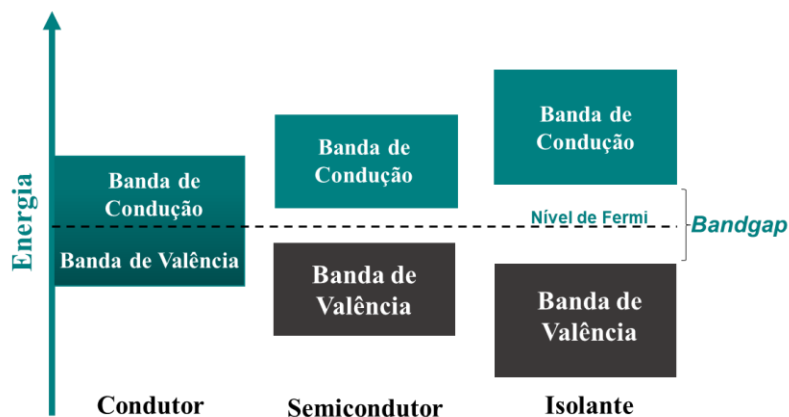 Energia
Banda de
Condução
Banda de Valência
Condutor
Banda de
Condução
Banda de
Valência
Semicondutor
Banda de
Condução
Nível de Fermi
Bandgap
Banda de
Valência
Isolante